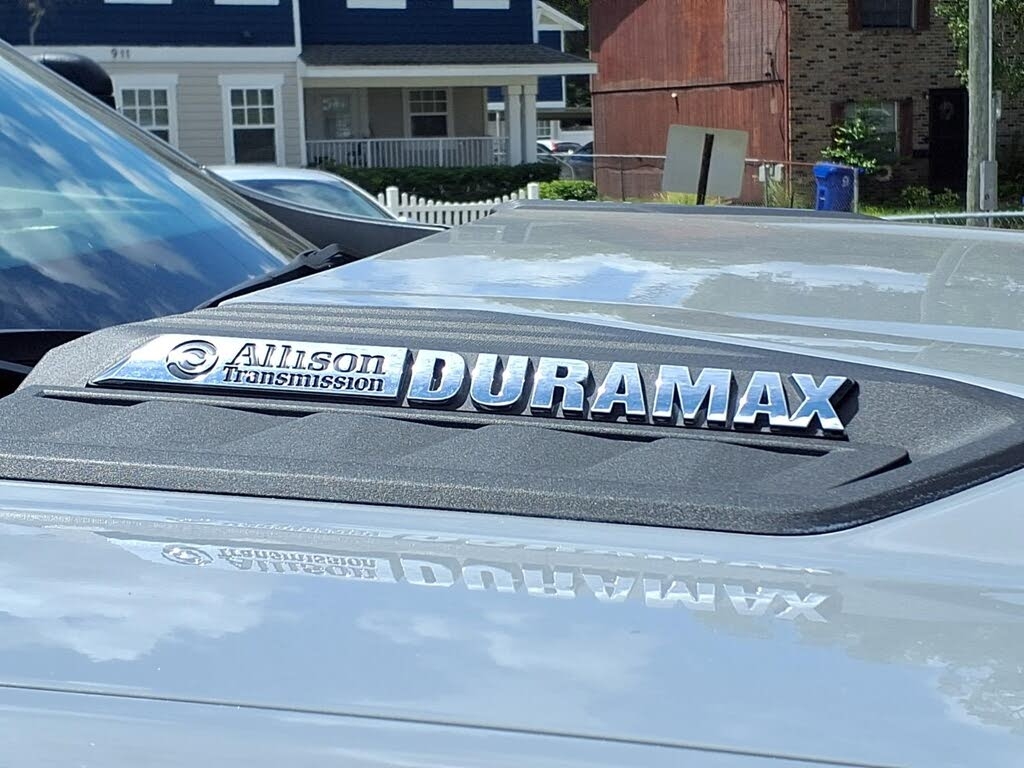 911
Allison
Transmission
DURAMAX